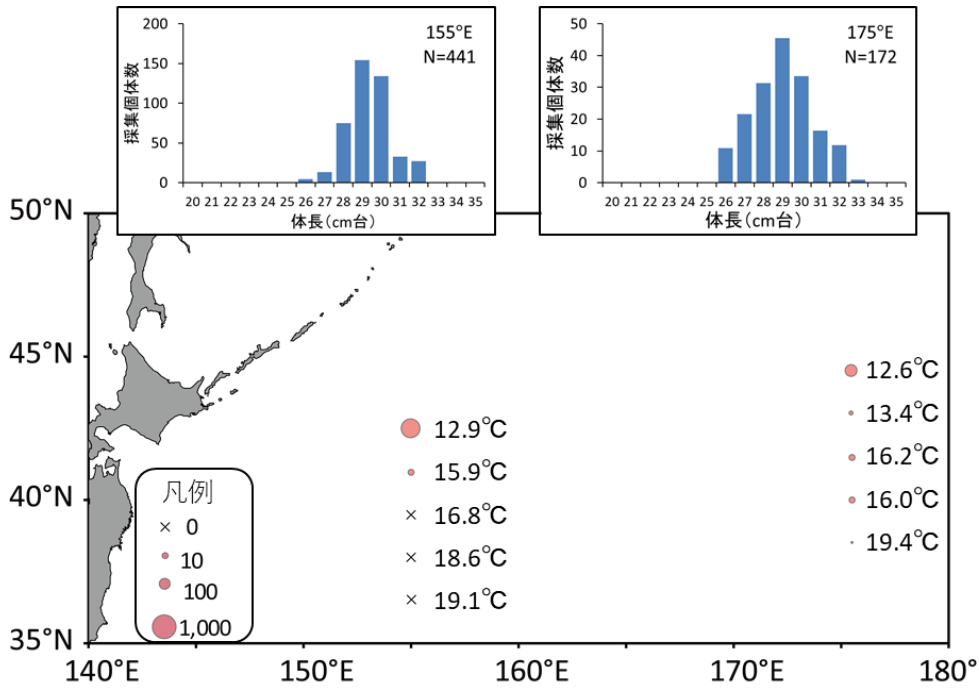 155°E
N=441
200
150
100
50
0
採集個体数
20 21 22 23 24 25 26 27 28 29 30 31 32 33 34 35
体長(cm台)
175°E
N=172
50
40
30
20
10
0
採集個体数
20 21 22 23 24 25 26 27 28 29 30 31 32 33 34 35
体長(cm台)
50°N
45°N
40°N
35°N
12.9℃
15.9℃
16.8℃
18.6℃
19.1℃
12.6℃
13.4℃
16.2℃
16.0℃
19.4℃
凡例
× 0
10
100
1,000
140°E 150°E 160°E 170°E 180°